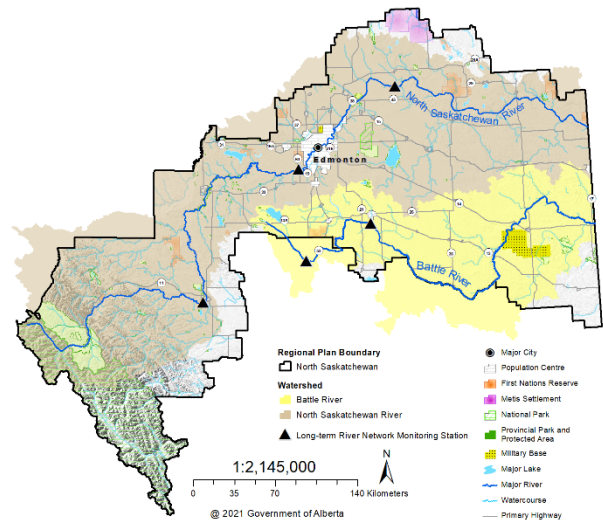 North Saskatchewan River
Edmonton
Battle River
11
Regional Plan Boundary
North Saskatchewan
Watershed
Battle River
North Saskatchewan River
Long-term River Network Monitoring Station
1:2,145,000
0 35 70 140 Kilometers
N
@ 2021 Government of Alberta
Major City
Population Centre
First Nations Reserve
Metis Settlement
National Park
Provincial Park and
Protected Area
Military Base
Major Lake
Major River
Watercourse
Primary Highway